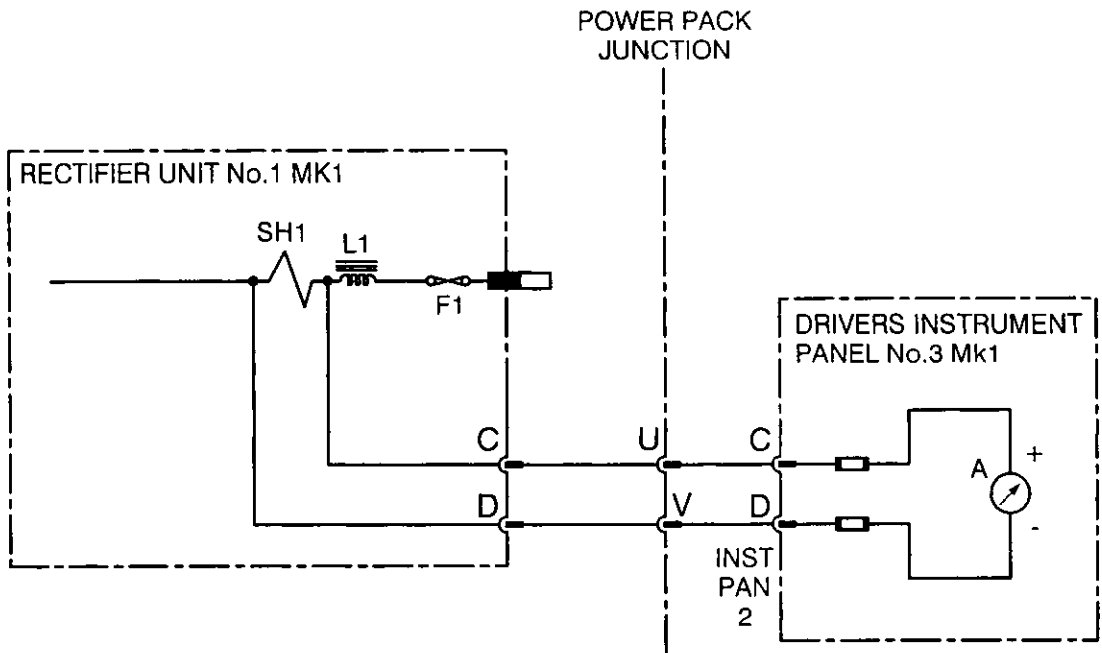 POWER PACK
JUNCTION
RECTIFIER UNIT No.1 MK1
SH1
L1
F1
DRIVERS INSTRUMENT
PANEL No.3 Mk1
C
U
C
A
+
D
V
D
-
INST
PAN
2